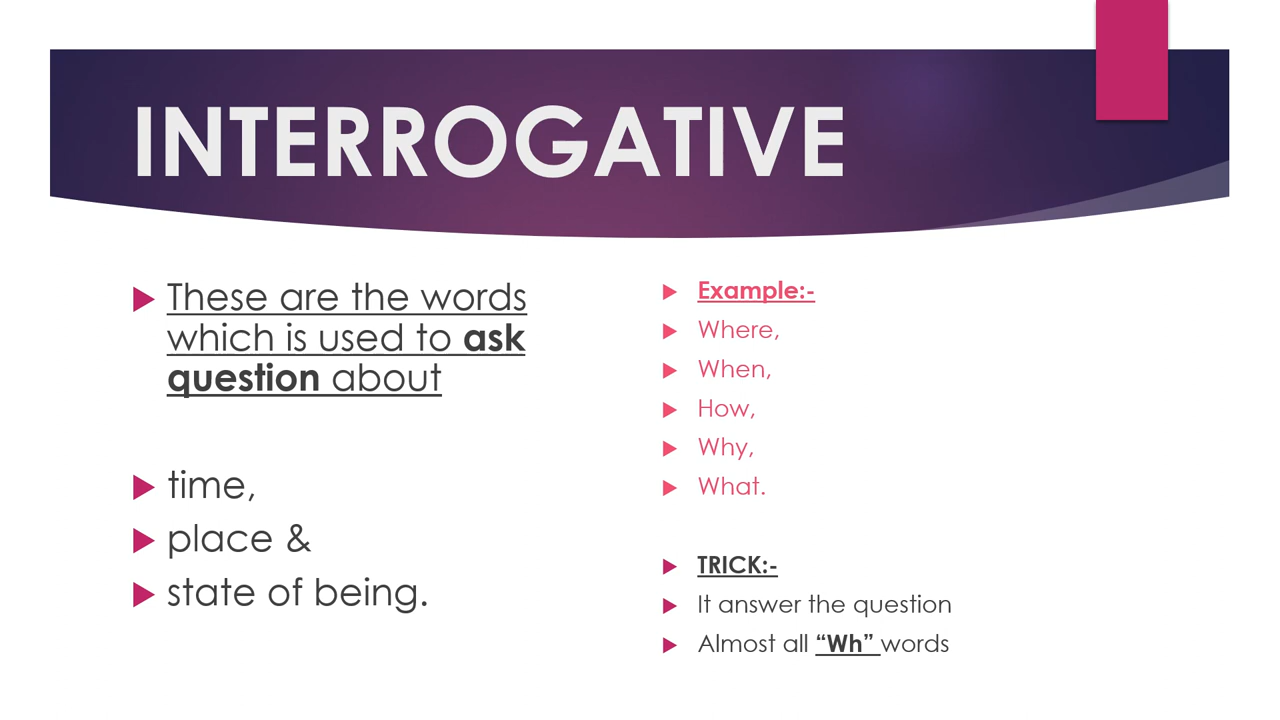 INTERROGATIVE
These are the words
which is used to ask
question about
time,
place &
state of being.
Example:-
Where,
When,
How,
Why,
What.
TRICK:-
It answer the question
Almost all “Wh” words